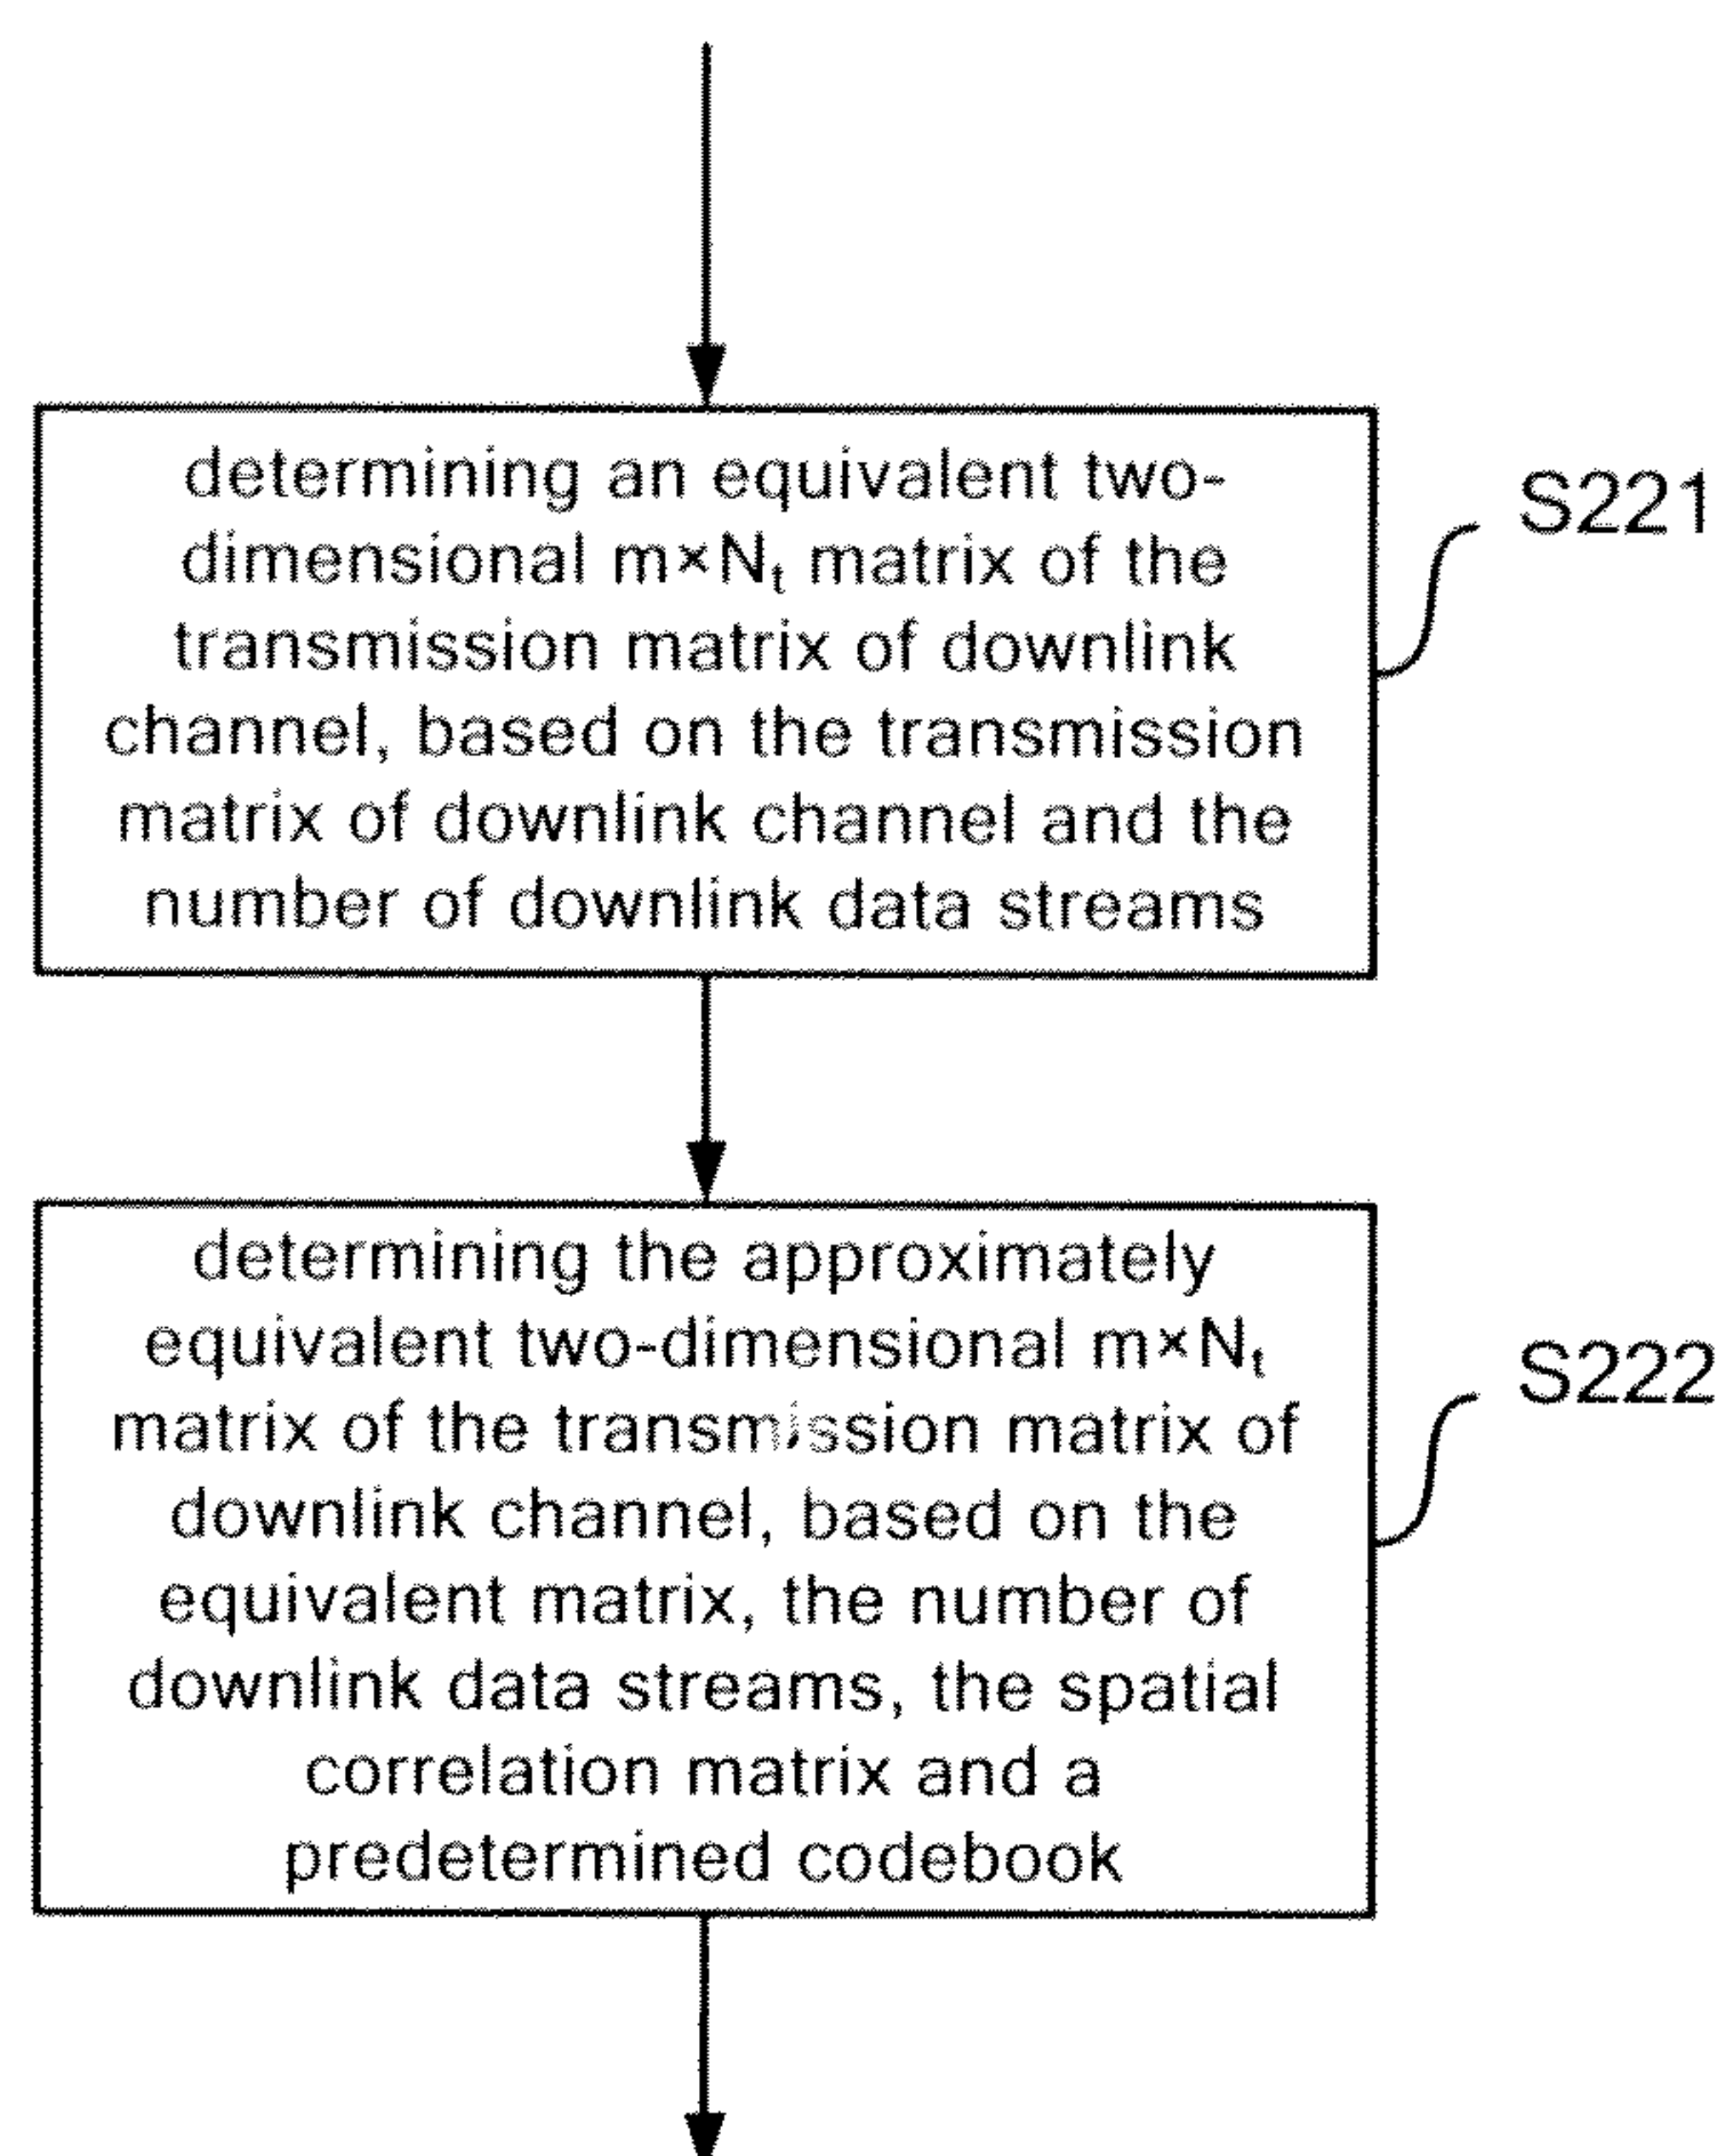 determining an equivalent two-
dimensional m×Nₜ matrix of the
transmission matrix of downlink
channel, based on the transmission
matrix of downlink channel and the
number of downlink data streams
S221
determining the approximately
equivalent two-dimensional m×Nₜ
matrix of the transmission matrix of
downlink channel, based on the
equivalent matrix, the number of
downlink data streams, the spatial
correlation matrix and a
predetermined codebook
S222